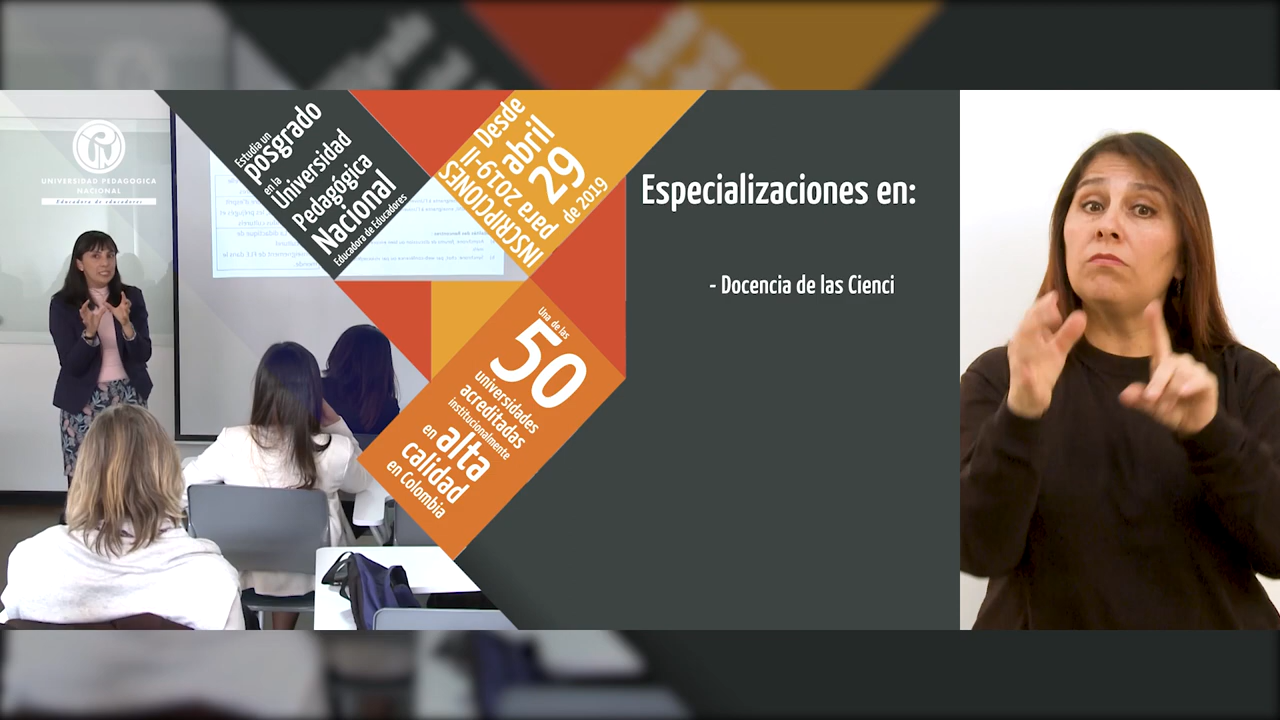 UNIVERSIDAD PEDAGOGICA
NACIONAL
Educadora de educadores
Estudia un
posgrado
en la
Universidad
Pedagógica
Nacional
Educadora de Educadores
INSCRIPCIONES
para 2019-II
Desde
abril
29
de 2019
Una de las
50
universidades
acreditadas
institucionalmente
en alta
calidad
en Colombia
Especializaciones en:
- Docencia de las Cienci